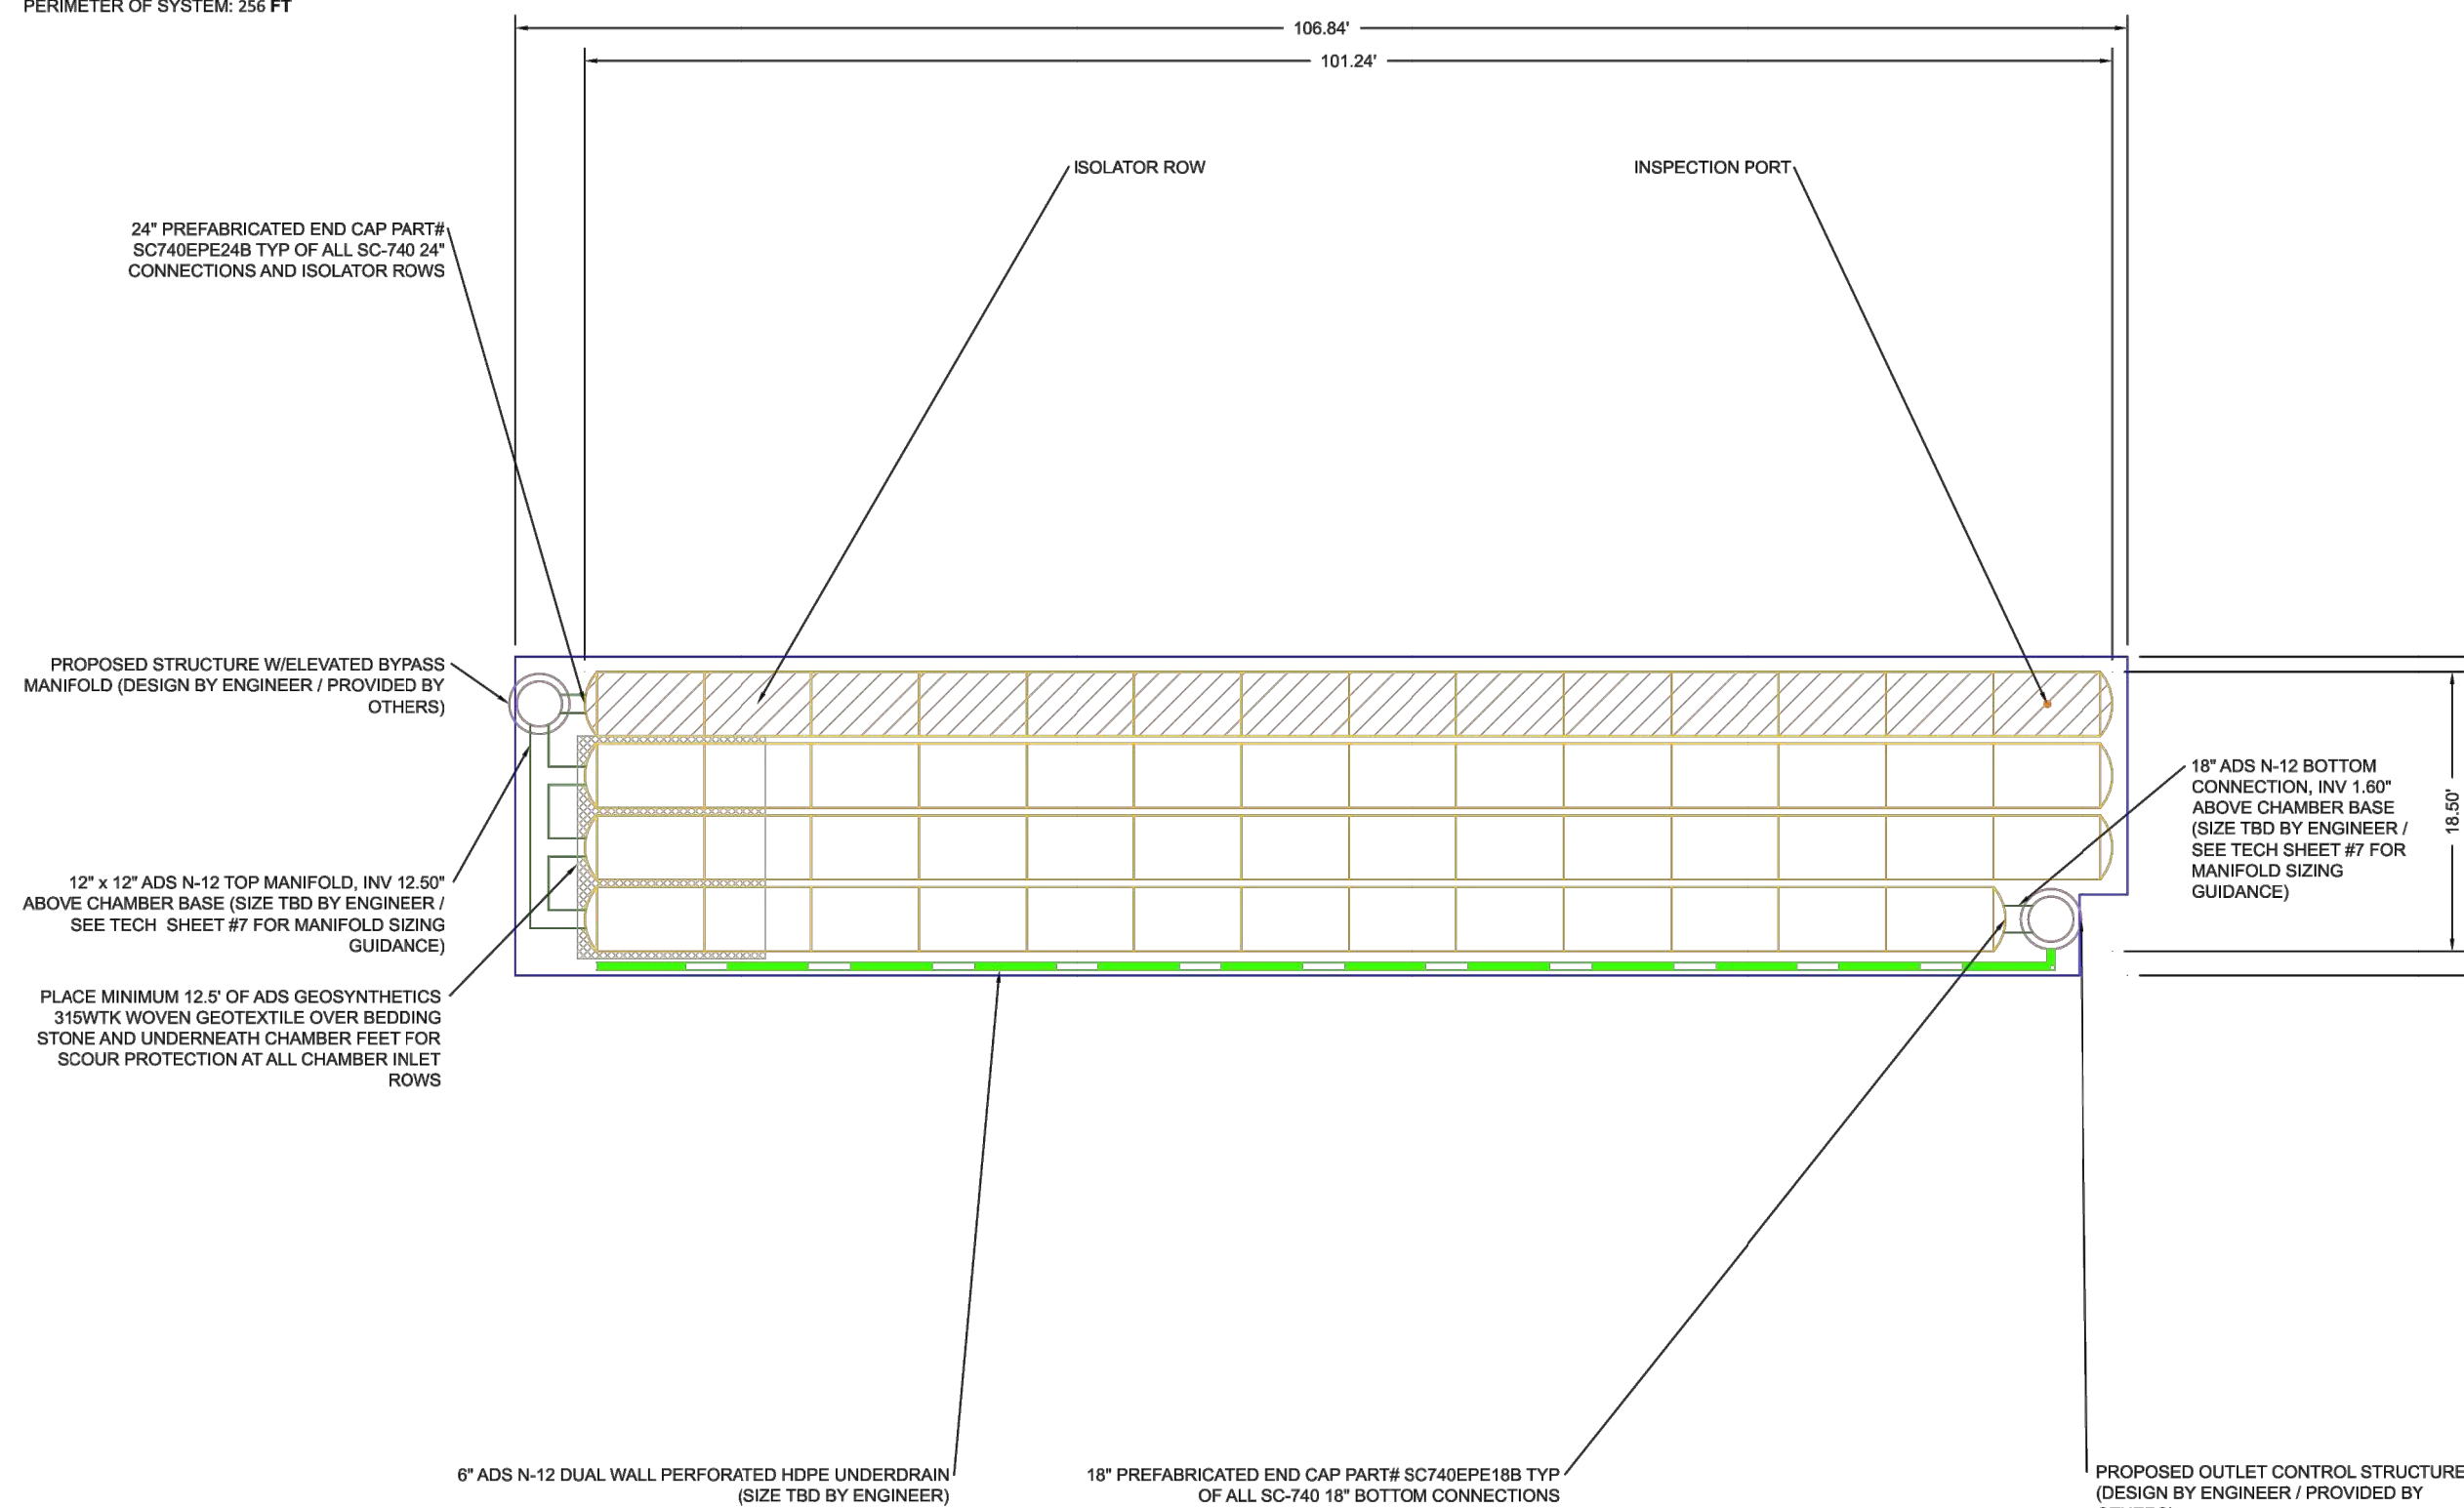 PERIMETER OF SYSTEM: 256 FT
106.84'
101.24'
ISOLATOR ROW
INSPECTION PORT
24" PREFABRICATED END CAP PART#
SC740EPE24B TYP OF ALL SC-740 24"
CONNECTIONS AND ISOLATOR ROWS
PROPOSED STRUCTURE W/ELEVATED BYPASS
MANIFOLD (DESIGN BY ENGINEER / PROVIDED BY
OTHERS)
18" ADS N-12 BOTTOM
CONNECTION, INV 1.60"
ABOVE CHAMBER BASE
(SIZE TBD BY ENGINEER /
SEE TECH SHEET #7 FOR
MANIFOLD SIZING
GUIDANCE)
18.50'
12" x 12" ADS N-12 TOP MANIFOLD, INV 12.50"
ABOVE CHAMBER BASE (SIZE TBD BY ENGINEER /
SEE TECH SHEET #7 FOR MANIFOLD SIZING
GUIDANCE)
PLACE MINIMUM 12.5' OF ADS GEOSYNTHETICS
315WTK WOVEN GEOTEXTILE OVER BEDDING
STONE AND UNDERNEATH CHAMBER FEET FOR
SCOUR PROTECTION AT ALL CHAMBER INLET
ROWS
6" ADS N-12 DUAL WALL PERFORATED HDPE UNDERDRAIN
(SIZE TBD BY ENGINEER)
18" PREFABRICATED END CAP PART# SC740EPE18B TYP
OF ALL SC-740 18" BOTTOM CONNECTIONS
PROPOSED OUTLET CONTROL STRUCTURE
(DESIGN BY ENGINEER / PROVIDED BY